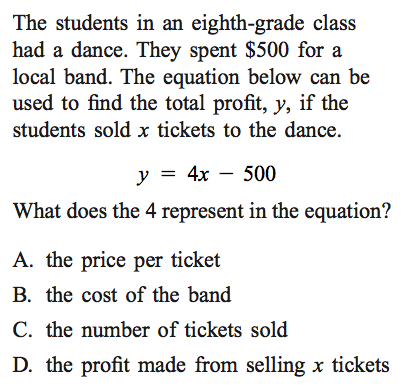 The students in an eighth-grade class
had a dance. They spent $500 for a
local band. The equation below can be
used to find the total profit, y, if the
students sold x tickets to the dance.
y = 4x − 500
What does the 4 represent in the equation?
A. the price per ticket
B. the cost of the band
C. the number of tickets sold
D. the profit made from selling x tickets